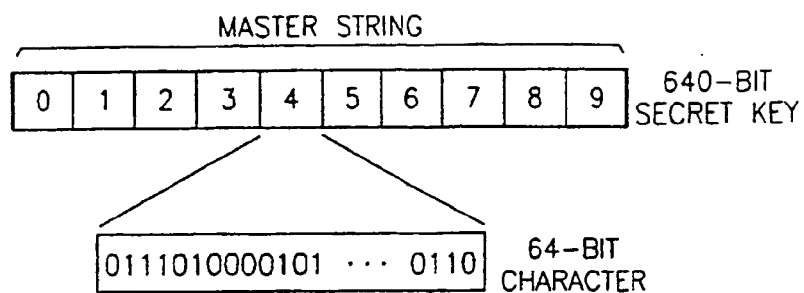 MASTER STRING
0 1 2 3 4 5 6 7 8 9
640-BIT
SECRET KEY
0111010000101 ··· 0110
64-BIT
CHARACTER